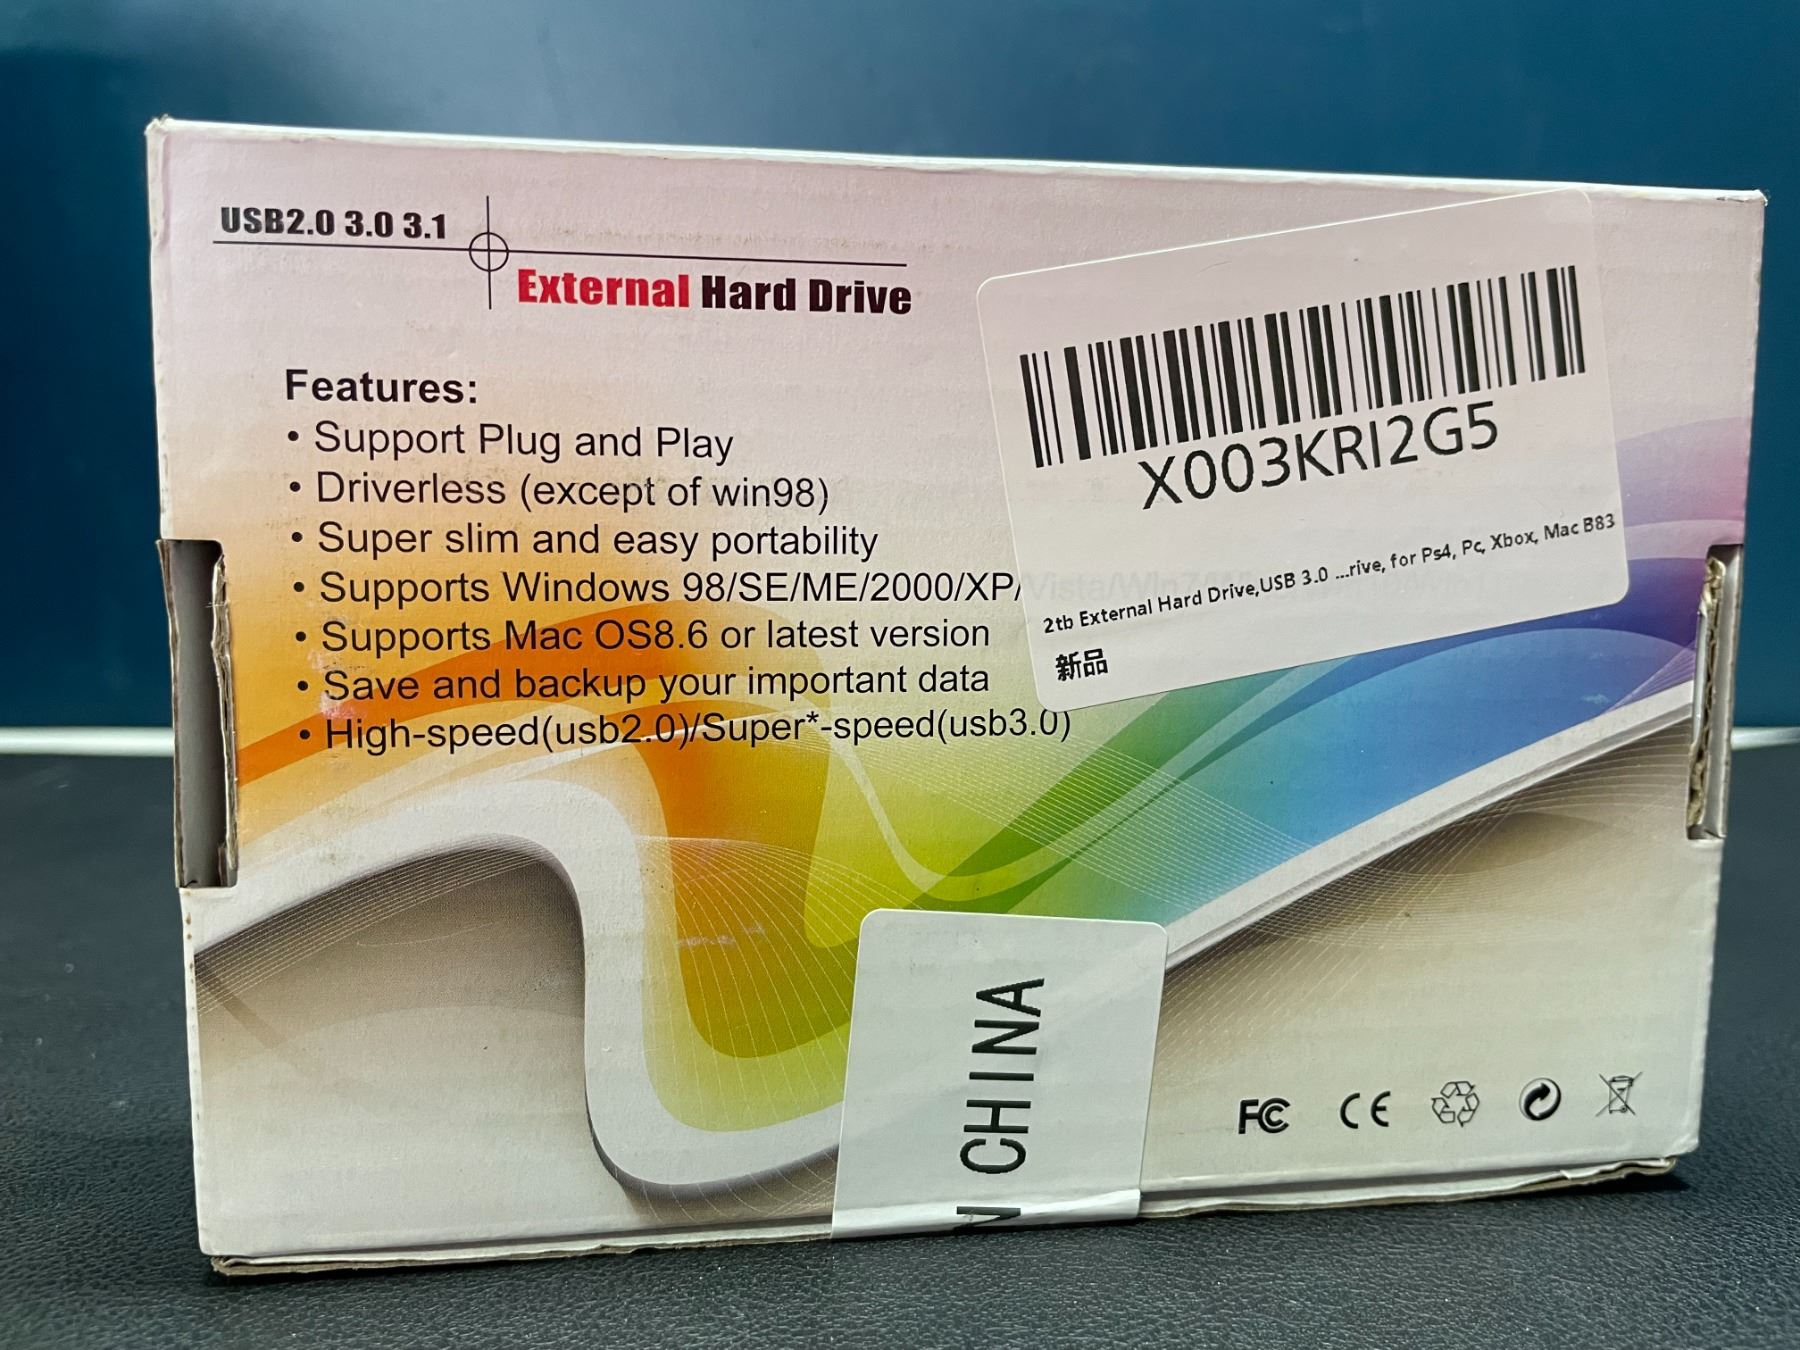 USB2.0 3.0 3.1
External Hard Drive
Features:
• Support Plug and Play
• Driverless (except of win98)
• Super slim and easy portability
• Supports Windows 98/SE/ME/2000/XP/Vista/Win7/
• Supports Mac OS8.6 or latest version
• Save and backup your important data
• High-speed(usb2.0)/Super*-speed(usb3.0)
X003KRI2G5
2tb External Hard Drive,USB 3.0 ...rive, for Ps4, Pc, Xbox, Mac B83
新品
N CHINA
FC CE